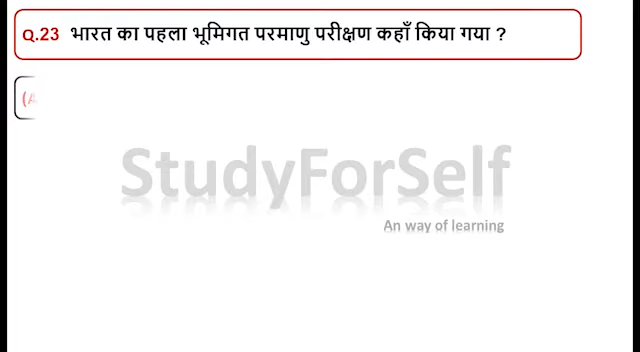 Q.23 भारत का पहला भूमिगत परमाणु परीक्षण कहाँ किया गया ?
(A
StudyForSelf
An way of learning